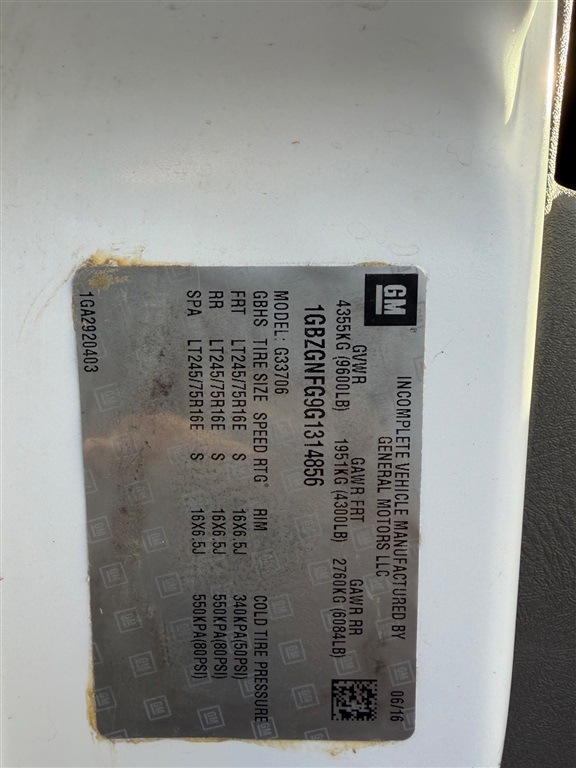 GM
INCOMPLETE VEHICLE MANUFACTURED BY
GENERAL MOTORS LLC
06/16
GVWR GAWR FRT GAWR RR
4355KG (9600LB) 1951KG (4300LB) 2760KG (6084LB)
1GBZGNFG9G1314856
MODEL: G33706
GBHS TIRE SIZE SPEED RTG RIM COLD TIRE PRESSURE
FRT LT245/75R16E S 16X6.5J 340KPA(50PSI)
RR LT245/75R16E S 16X6.5J 550KPA(80PSI)
SPA LT245/75R16E S 16X6.5J 550KPA(80PSI)
1GA2920403